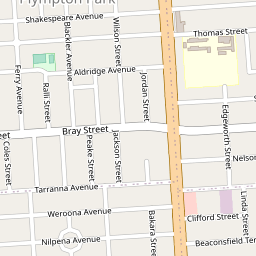 Plympton Park
Shakespeare Avenue
Thomas Street
Wilson Street
Blackler Avenue
Aldridge Avenue
Ferry Avenue
Ralli Street
Jordan Street
Edgeworth Street
Bray Street
Coles Street
Peake Street
Jackson Street
Nelson
Tarranna Avenue
Linda Street
Weroona Avenue
Bakara Street
Clifford Street
Nilpena Avenue
Beaconsfield Ter